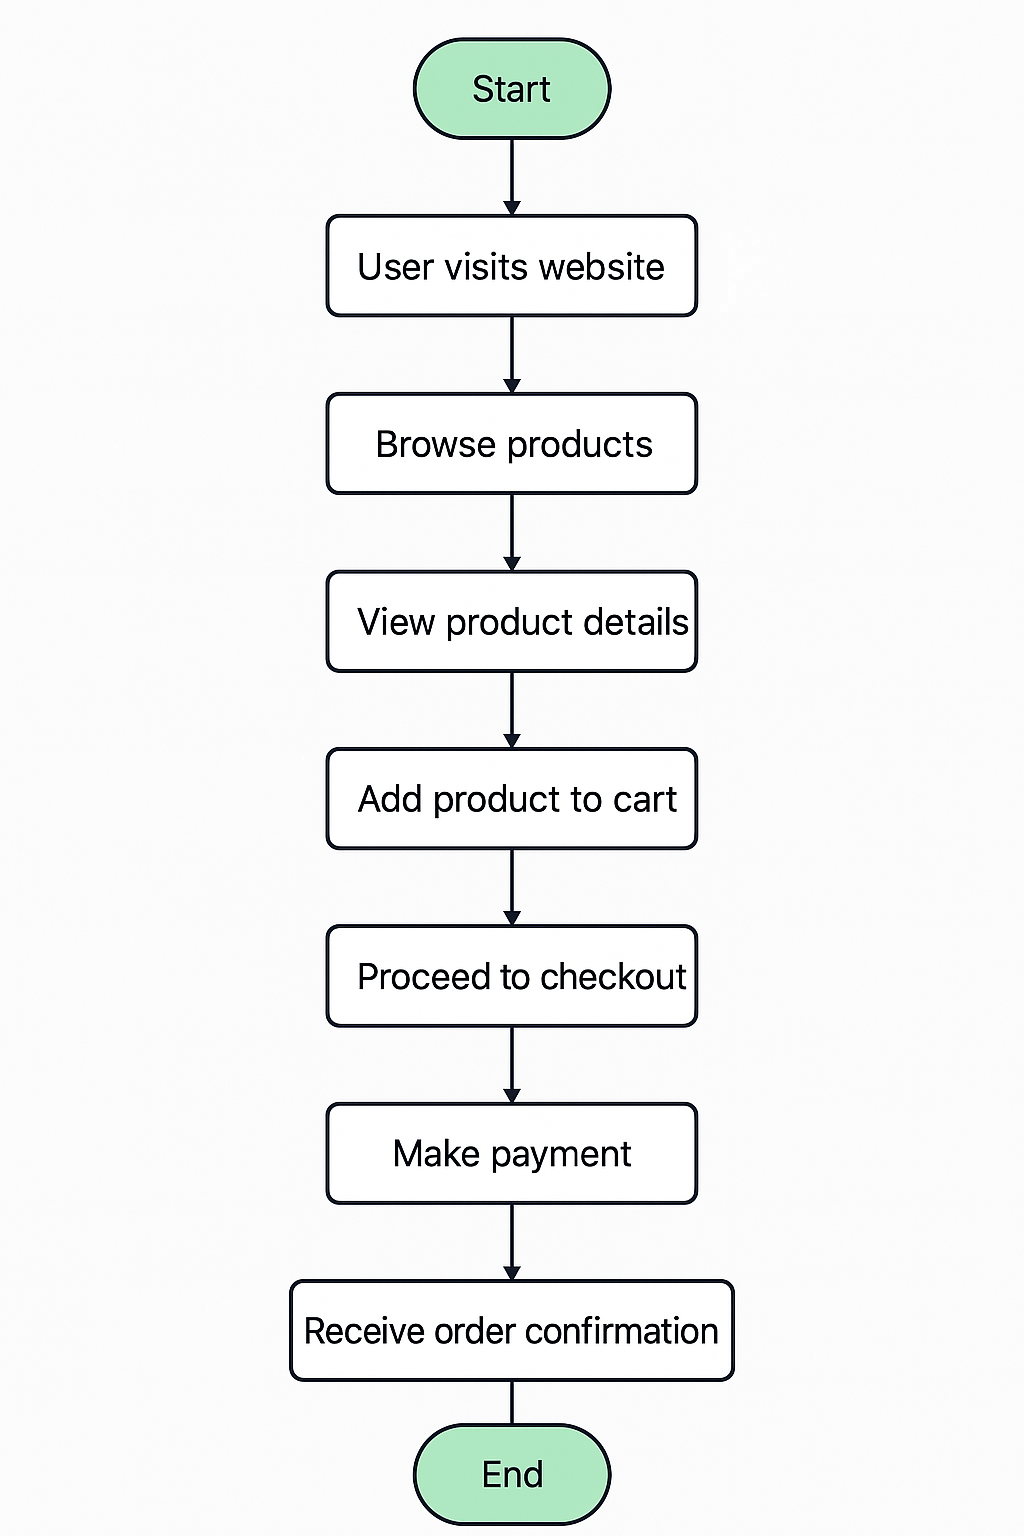 Start
User visits website
Browse products
View product details
Add product to cart
Proceed to checkout
Make payment
Receive order confirmation
End